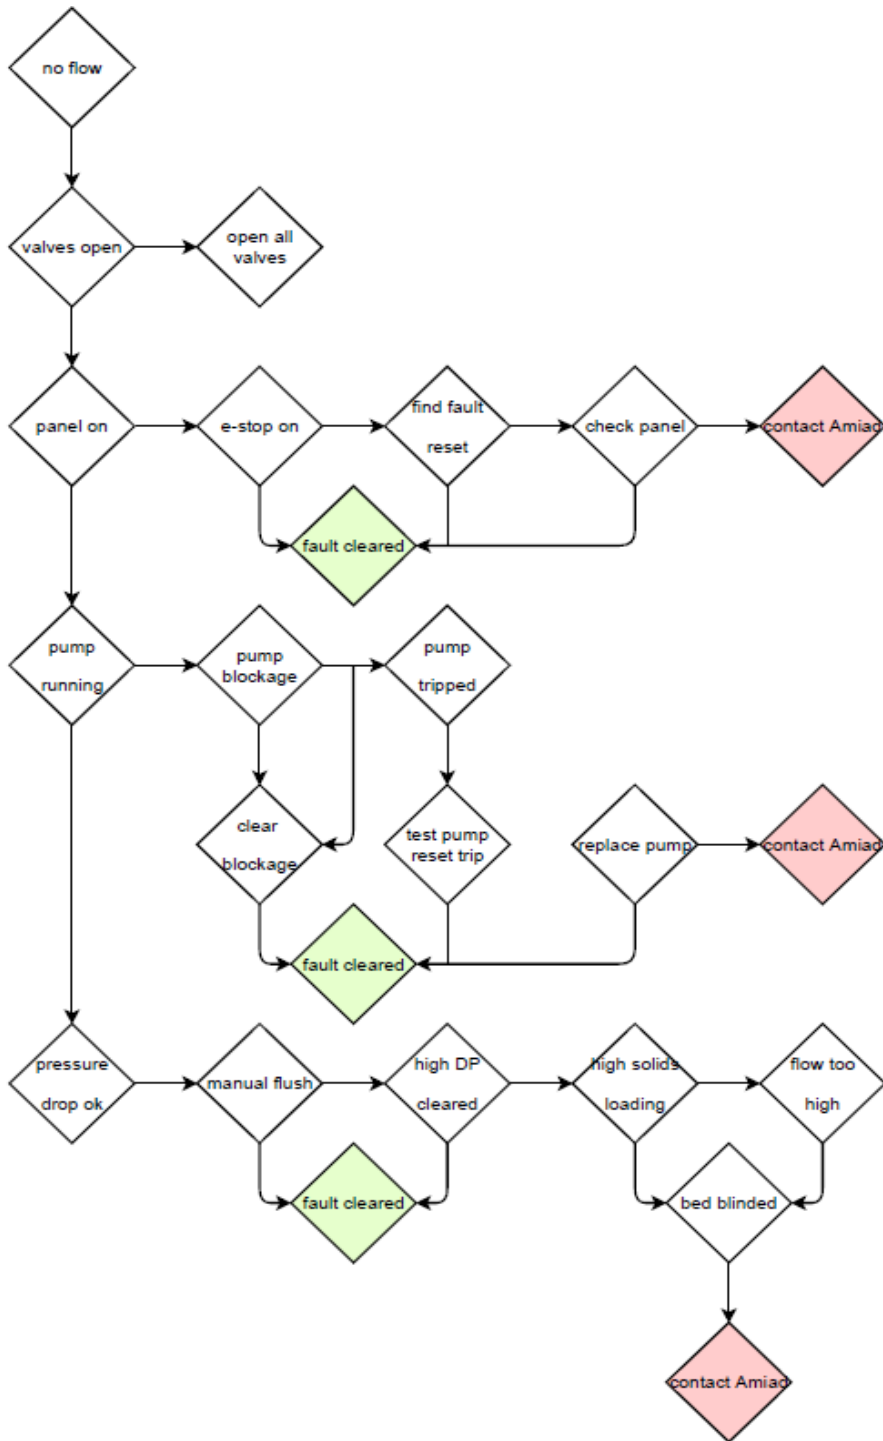 no flow
valves open
open all
valves
panel on
e-stop on
find fault
reset
check panel
contact Amiad
fault cleared
pump
running
pump
blockage
pump
tripped
clear
blockage
test pump
reset trip
replace pump
contact Amiad
fault cleared
pressure
drop ok
manual flush
high DP
cleared
high solids
loading
flow too
high
fault cleared
bed blinded
contact Amiad